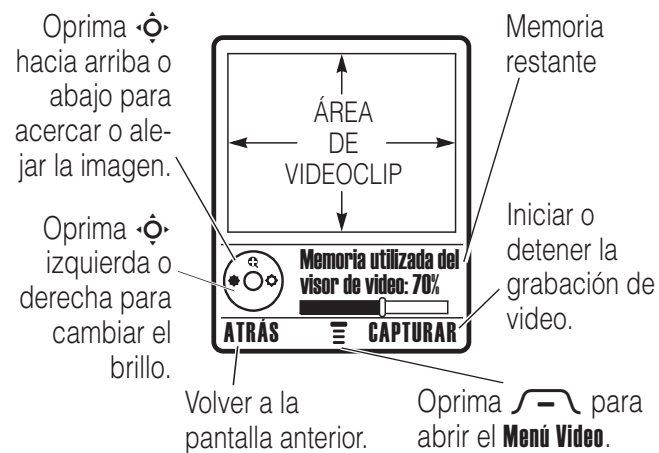 Oprima
hacia arriba o
abajo para
acercar o ale-
jar la imagen.
Oprima
izquierda o
derecha para
cambiar el
brillo.
ÁREA
DE
VIDEOCLIP
Memoria utilizada del
visor de video: 70%
ATRÁS CAPTURAR
Memoria
restante
Iniciar o
detener la
grabación de
video.
Volver a la
pantalla anterior.
Oprima para
abrir el Menú Video.